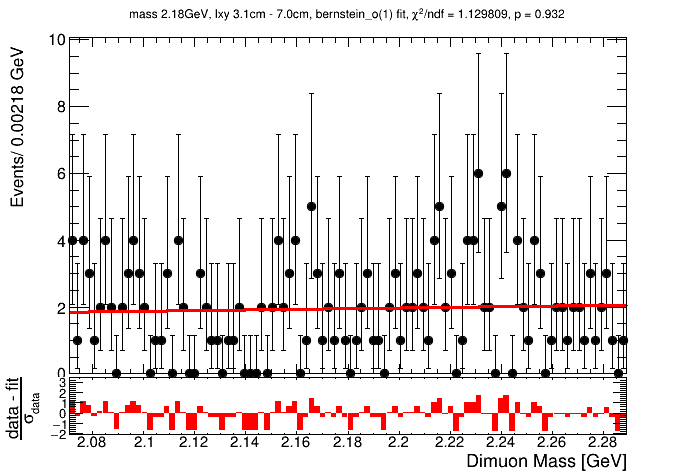 mass 2.18GeV, lxy 3.1cm - 7.0cm, bernstein_o(1) fit, χ²/ndf = 1.129809, p = 0.932
Events/ 0.00218 GeV
10
8
6
4
2
0
data - fit
σdata
3
2
1
0
−1
−2
2.08 2.1 2.12 2.14 2.16 2.18 2.2 2.22 2.24 2.26 2.28
Dimuon Mass [GeV]